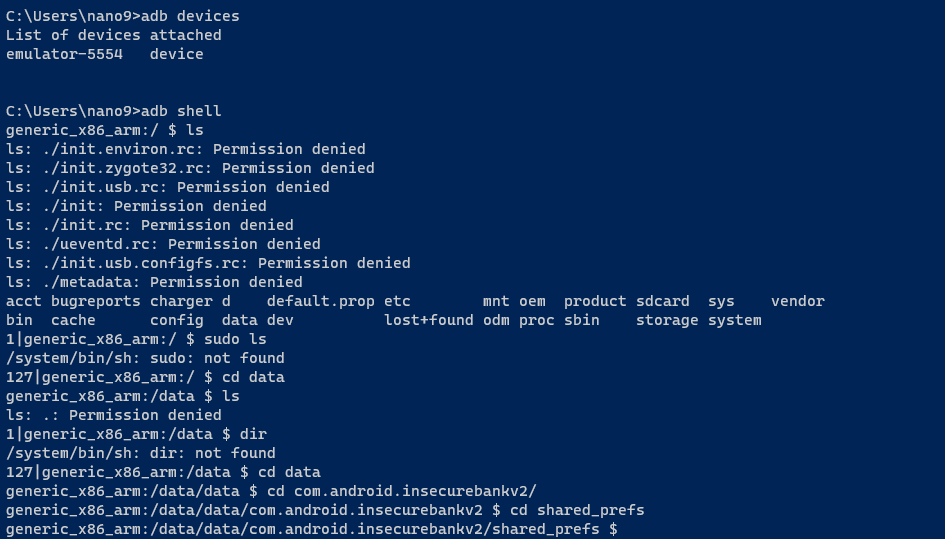 C:\Users\nano9>adb devices
List of devices attached
emulator-5554   device
C:\Users\nano9>adb shell
generic_x86_arm:/ $ ls
ls: ./init.environ.rc: Permission denied
ls: ./init.zygote32.rc: Permission denied
ls: ./init.usb.rc: Permission denied
ls: ./init: Permission denied
ls: ./init.rc: Permission denied
ls: ./ueventd.rc: Permission denied
ls: ./init.usb.configfs.rc: Permission denied
ls: ./metadata: Permission denied
acct bugreports charger d    default.prop etc        mnt oem  product sdcard  sys    vendor
bin  cache      config  data dev          lost+found odm proc sbin    storage system
1|generic_x86_arm:/ $ sudo ls
/system/bin/sh: sudo: not found
127|generic_x86_arm:/ $ cd data
generic_x86_arm:/data $ ls
ls: .: Permission denied
1|generic_x86_arm:/data $ dir
/system/bin/sh: dir: not found
127|generic_x86_arm:/data $ cd data
generic_x86_arm:/data/data $ cd com.android.insecurebankv2/
generic_x86_arm:/data/data/com.android.insecurebankv2 $ cd shared_prefs
generic_x86_arm:/data/data/com.android.insecurebankv2/shared_prefs $